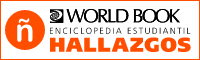 ñ
WORLD BOOK
ENCICLOPEDIA ESTUDIANTIL
HALLAZGOS